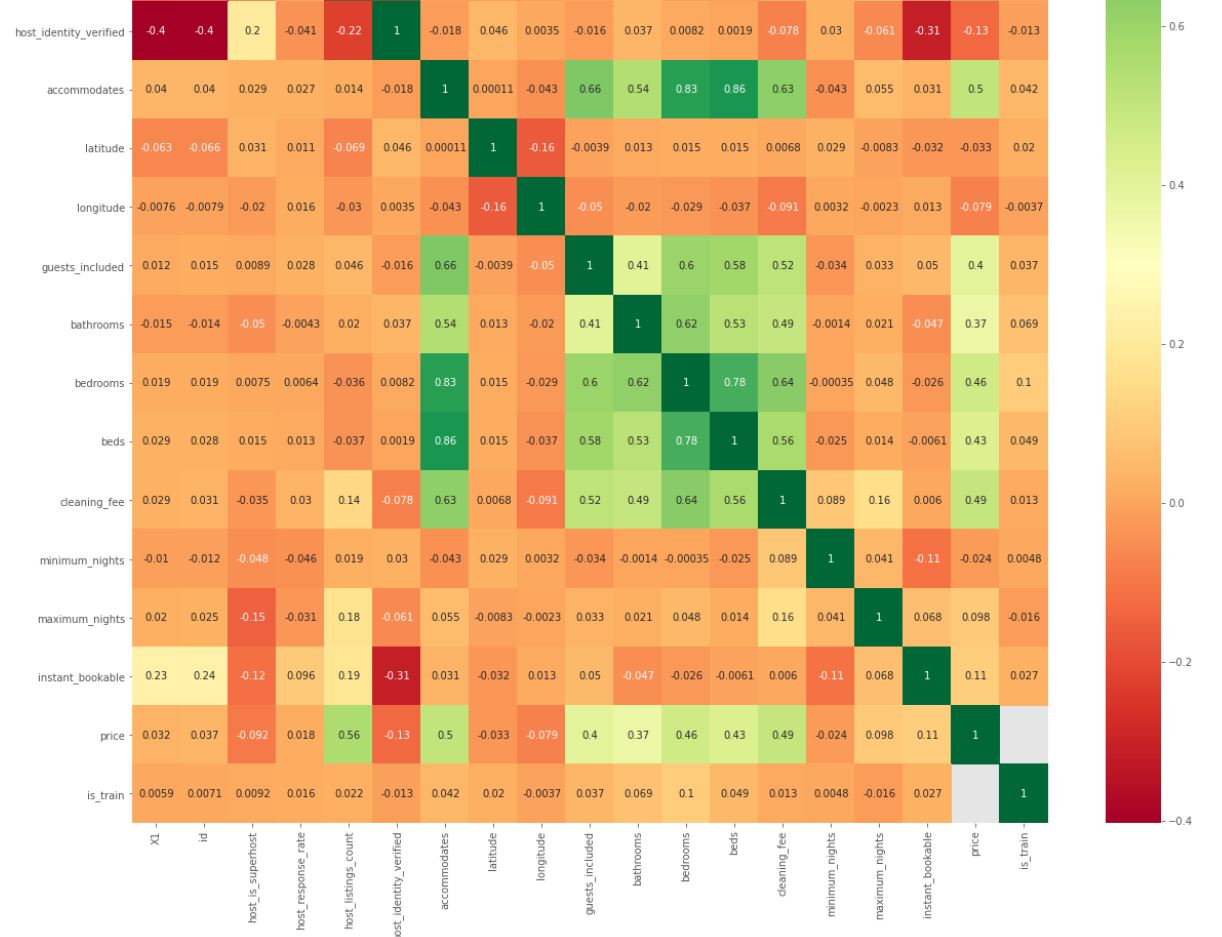 host_identity_verified -0.4 -0.4 0.2 -0.041 -0.22 1 -0.018 0.046 0.0035 -0.016 0.037 0.0082 0.0019 -0.078 0.03 -0.061 -0.31 -0.13 -0.013
accommodates 0.04 0.04 0.029 0.027 0.014 -0.018 1 0.00011 -0.043 0.66 0.54 0.83 0.86 0.63 -0.043 0.055 0.031 0.5 0.042
latitude -0.063 -0.066 0.031 0.011 -0.069 0.046 0.00011 1 -0.16 -0.0039 0.013 0.015 0.015 0.0068 0.029 -0.0083 -0.032 -0.033 0.02
longitude -0.0076 -0.0079 -0.02 0.016 -0.03 0.0035 -0.043 -0.16 1 -0.05 -0.02 -0.029 -0.037 -0.091 0.0032 -0.0023 0.013 -0.079 -0.0037
guests_included 0.012 0.015 0.0089 0.028 0.046 -0.016 0.66 -0.0039 -0.05 1 0.41 0.6 0.58 0.52 -0.034 0.033 0.05 0.4 0.037
bathrooms -0.015 -0.014 -0.05 -0.0043 0.02 0.037 0.54 0.013 -0.02 0.41 1 0.62 0.53 0.49 -0.0014 0.021 -0.047 0.37 0.069
bedrooms 0.019 0.019 0.0075 0.0064 -0.036 0.0082 0.83 0.015 -0.029 0.6 0.62 1 0.78 0.64 -0.00035 0.048 -0.026 0.46 0.1
beds 0.029 0.028 0.015 0.013 -0.037 0.0019 0.86 0.015 -0.037 0.58 0.53 0.78 1 0.56 -0.025 0.014 -0.0061 0.43 0.049
cleaning_fee 0.029 0.031 -0.035 0.03 0.14 -0.078 0.63 0.0068 -0.091 0.52 0.49 0.64 0.56 1 0.089 0.16 0.006 0.49 0.013
minimum_nights -0.01 -0.012 -0.048 -0.046 0.019 0.03 -0.043 0.029 0.0032 -0.034 -0.0014 -0.00035 -0.025 0.089 1 0.041 -0.11 -0.024 0.0048
maximum_nights 0.02 0.025 -0.15 -0.031 0.18 -0.061 0.055 -0.0083 -0.0023 0.033 0.021 0.048 0.014 0.16 0.041 1 0.068 0.098 -0.016
instant_bookable 0.23 0.24 -0.12 0.096 0.19 -0.31 0.031 -0.032 0.013 0.05 -0.047 -0.026 -0.0061 0.006 -0.11 0.068 1 0.11 0.027
price 0.032 0.037 -0.092 0.018 0.56 -0.13 0.5 -0.033 -0.079 0.4 0.37 0.46 0.43 0.49 -0.024 0.098 0.11 1
is_train 0.0059 0.0071 0.0092 0.016 0.022 -0.013 0.042 0.02 -0.0037 0.037 0.069 0.1 0.049 0.013 0.0048 -0.016 0.027 1
X1
id
host_is_superhost
host_response_rate
host_listings_count
ost_identity_verified
accommodates
latitude
longitude
guests_included
bathrooms
bedrooms
beds
cleaning_fee
minimum_nights
maximum_nights
instant_bookable
price
is_train
0.6
0.4
0.2
0.0
−0.2
−0.4